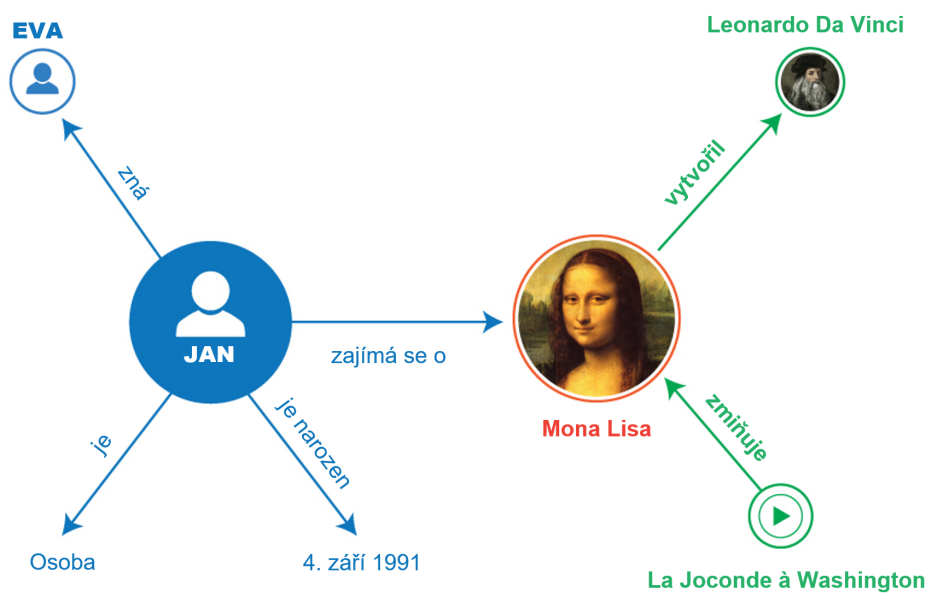 EVA
Leonardo Da Vinci
zná
vytvořil
JAN
zajímá se o
Mona Lisa
je
je narozen
zmiňuje
Osoba
4. září 1991
La Joconde à Washington